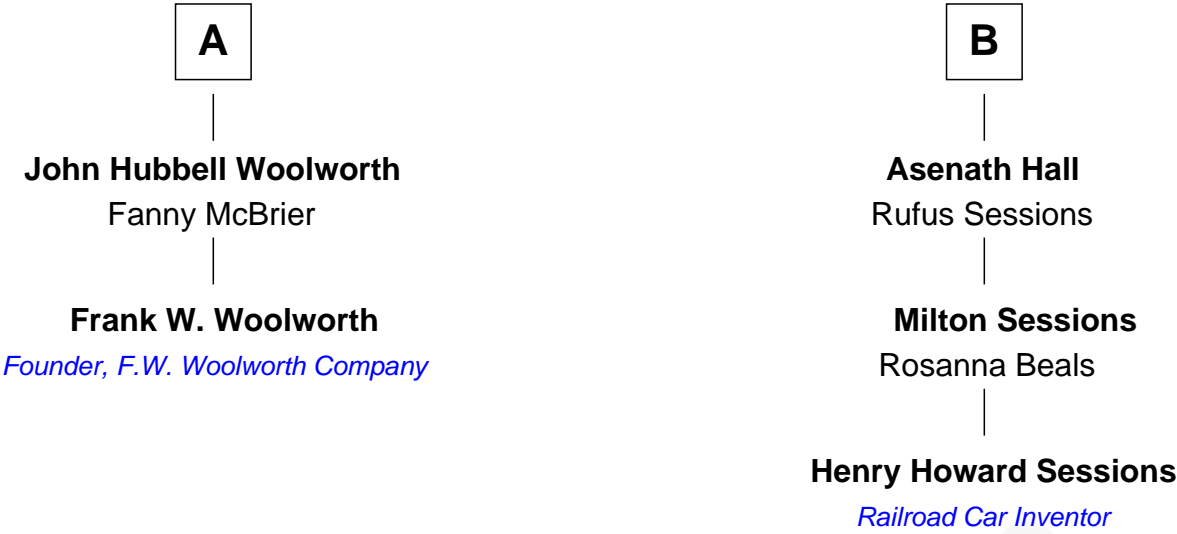 A
John Hubbell Woolworth
Fanny McBrier
Frank W. Woolworth
Founder, F.W. Woolworth Company
B
Asenath Hall
Rufus Sessions
Milton Sessions
Rosanna Beals
Henry Howard Sessions
Railroad Car Inventor